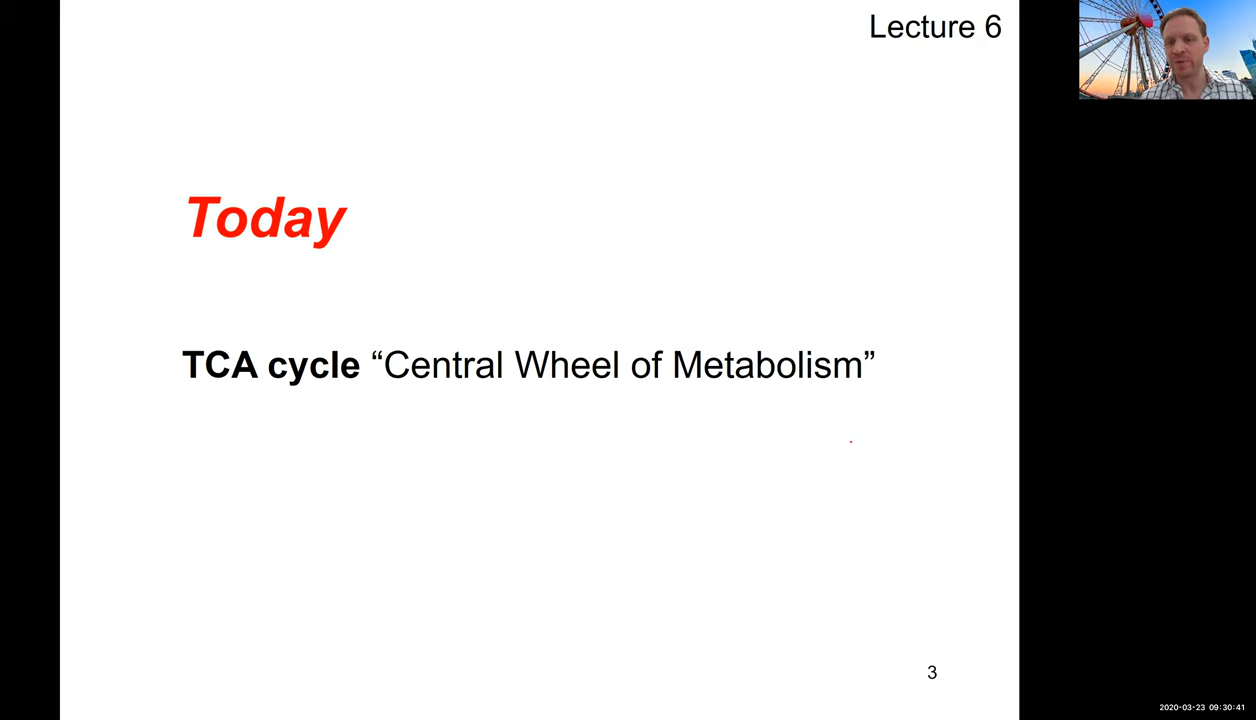 Lecture 6
Today
TCA cycle “Central Wheel of Metabolism”
3
2020-03-23 09:30:41